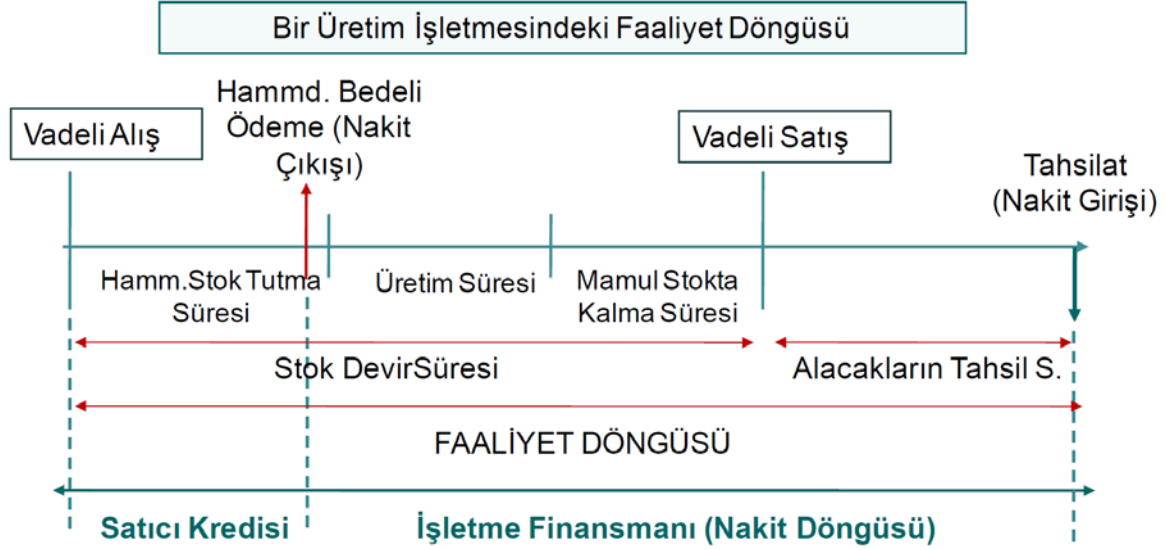 Bir Üretim İşletmesindeki Faaliyet Döngüsü
Vadeli Alış
Hammd. Bedeli
Ödeme (Nakit
Çıkışı)
Vadeli Satış
Tahsilat
(Nakit Girişi)
Hamm.Stok Tutma
Süresi
Üretim Süresi
Mamul Stokta
Kalma Süresi
Stok DevirSüresi
Alacakların Tahsil S.
FAALİYET DÖNGÜSÜ
Satıcı Kredisi
İşletme Finansmanı (Nakit Döngüsü)